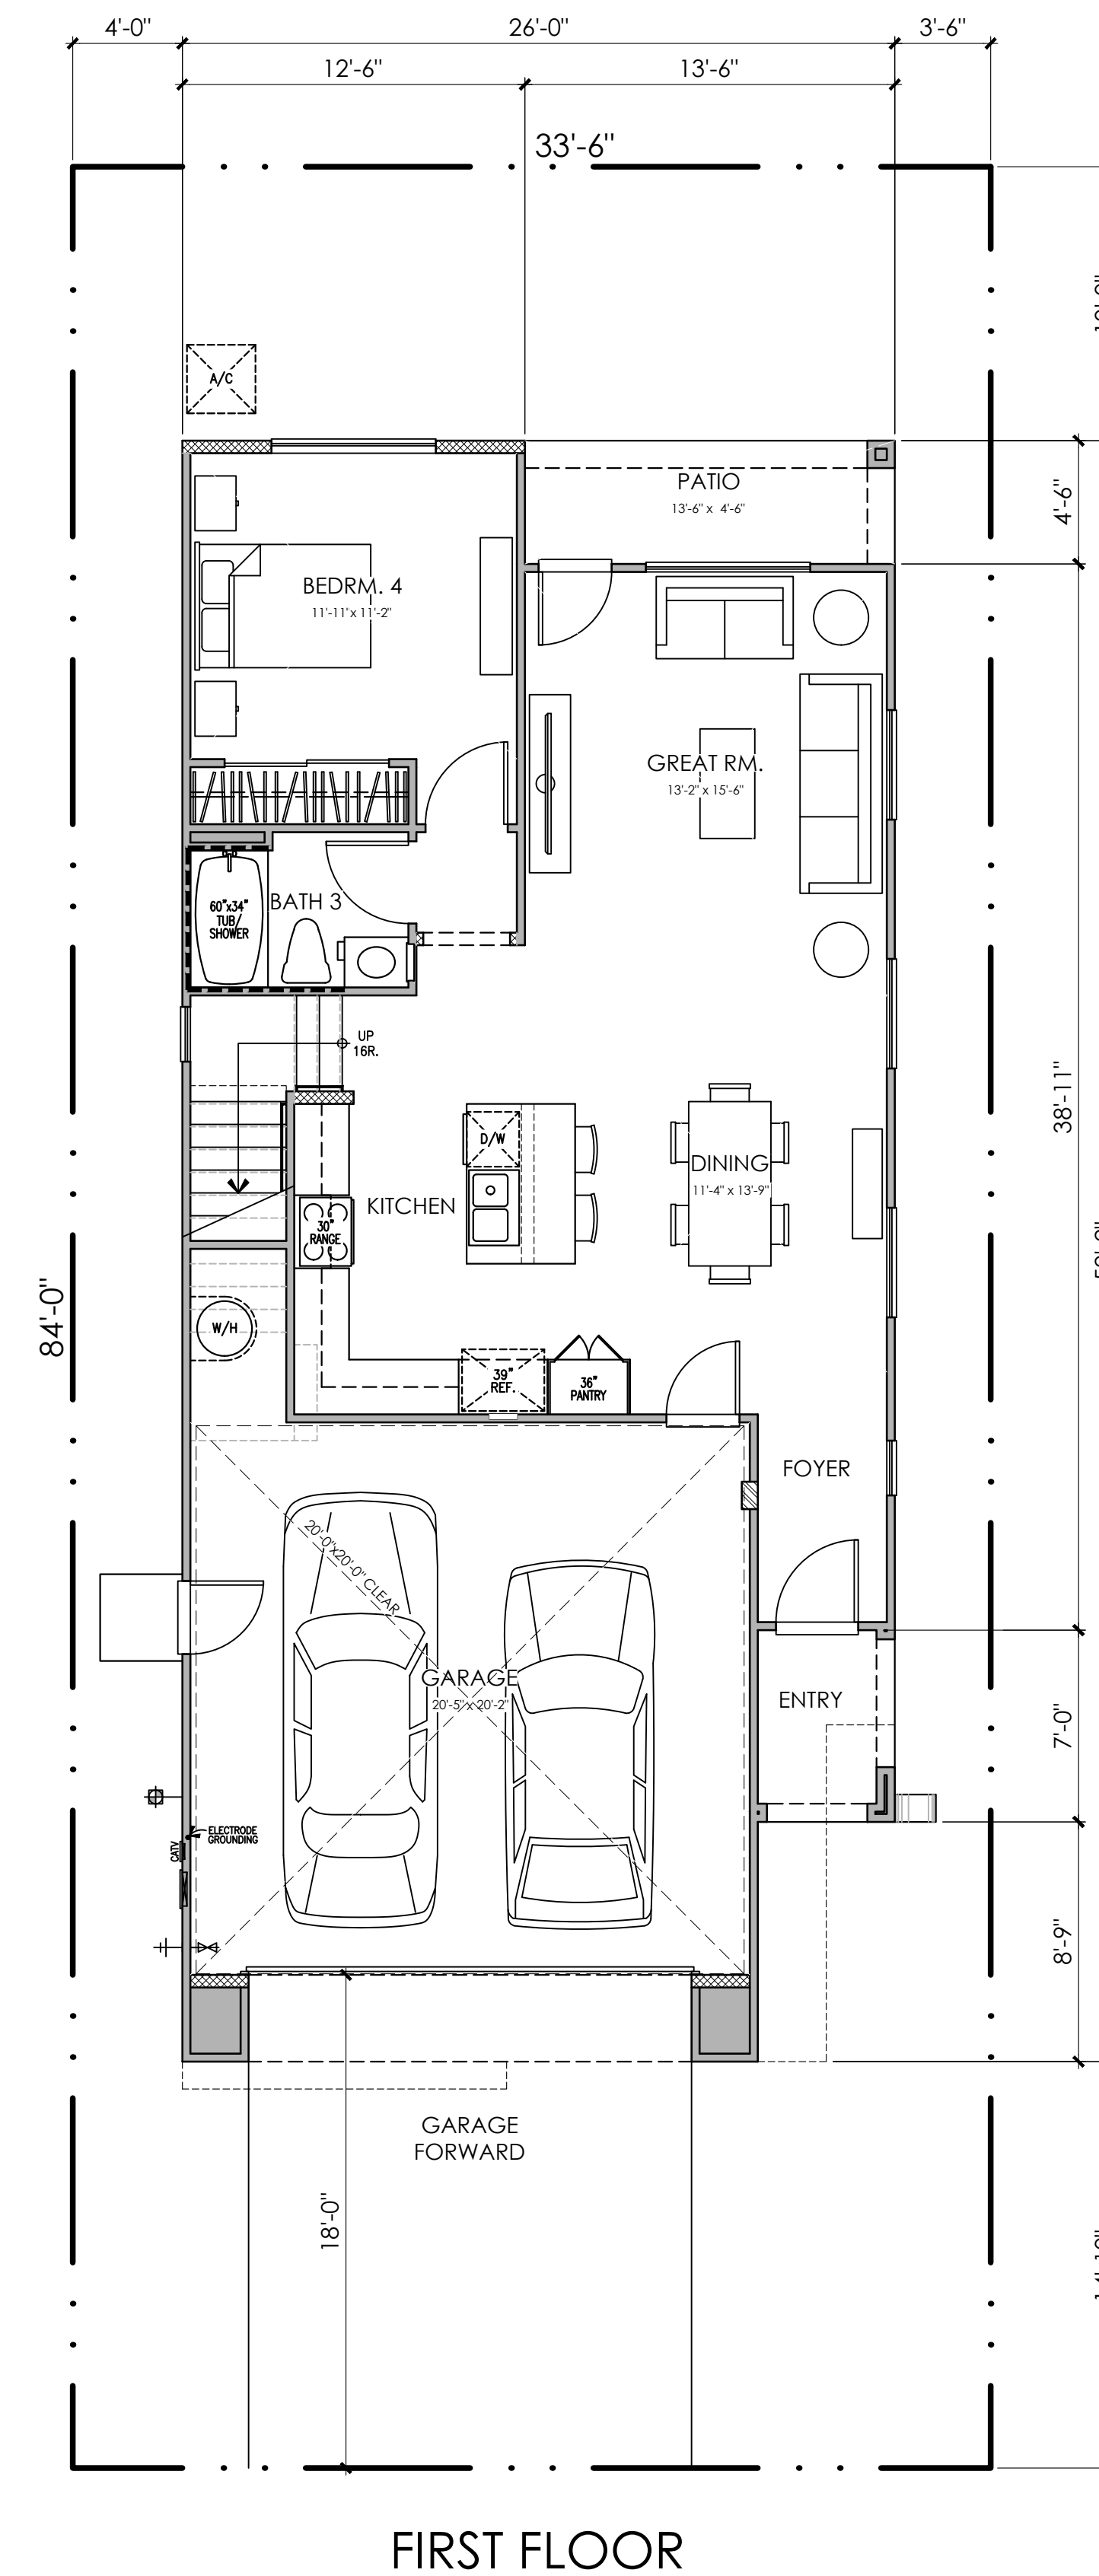 4'-0"
26'-0"
3'-6"
12'-6"
13'-6"
33'-6"
A/C
PATIO
13'-6" x 4'-6"
4'-6"
BEDRM. 4
11'-11" x 11'-2"
GREAT RM.
13'-2" x 15'-6"
BATH 3
60"x34"
TUB/
SHOWER
UP
16R.
38'-11"
D/W
DINING
11'-4" x 13'-9"
KITCHEN
30"
RANGE
84'-0"
W/H
39"
REF.
36"
PANTRY
FOYER
20'-0"x20'-0" CLEAR
GARAGE
20'-5" x 20'-2"
ENTRY
7'-0"
ELECTRODE
GROUNDING
CATV
8'-9"
GARAGE
FORWARD
18'-0"
FIRST FLOOR